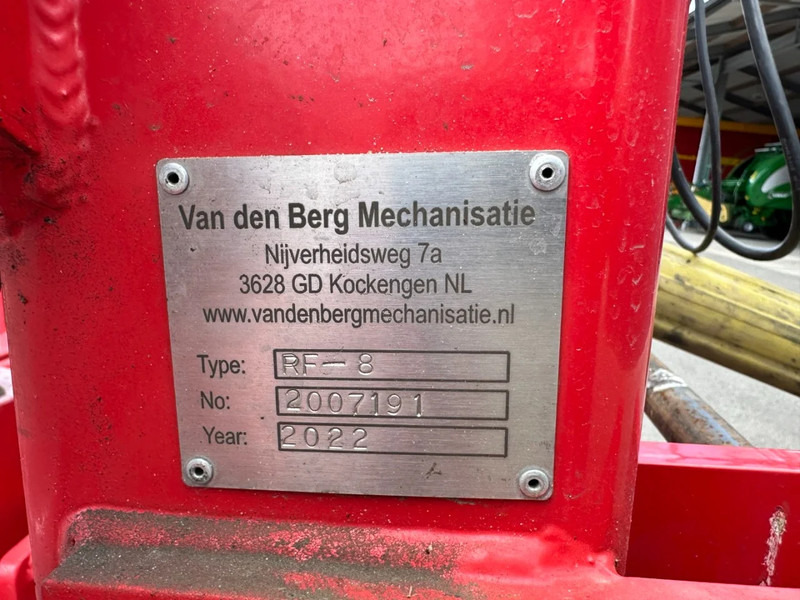 Van den Berg Mechanisatie
Nijverheidsweg 7a
3628 GD Kockengen NL
www.vandenbergmechanisatie.nl
Type: RF-8
No: 2007191
Year: 2022